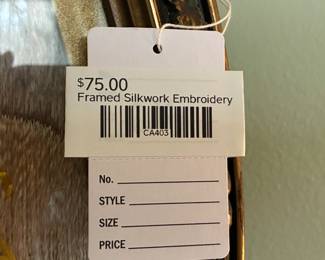 $75.00
Framed Silkwork Embroidery
CA403
No.
STYLE
SIZE
PRICE